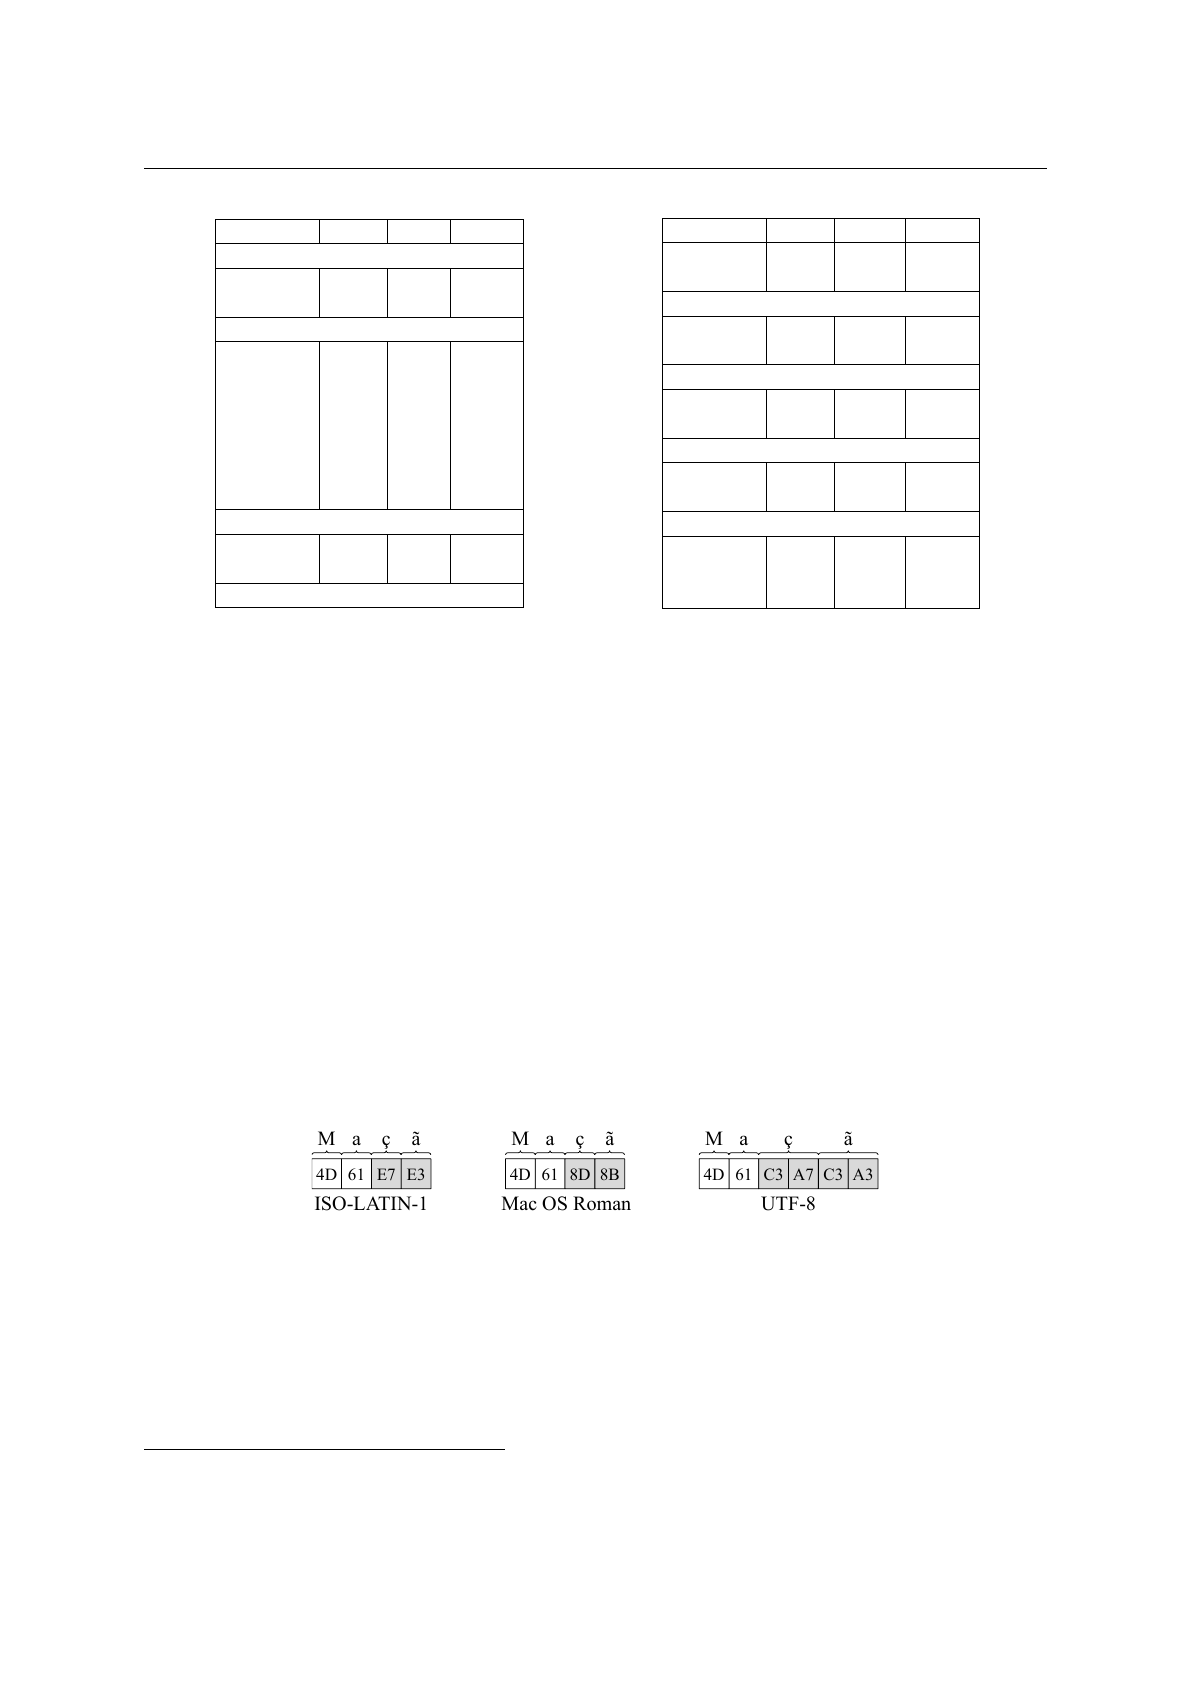 M a ç ã M a ç ã M a ç ã
4D 61 E7 E3 4D 61 8D 8B 4D 61 C3 A7 C3 A3
ISO-LATIN-1 Mac OS Roman UTF-8